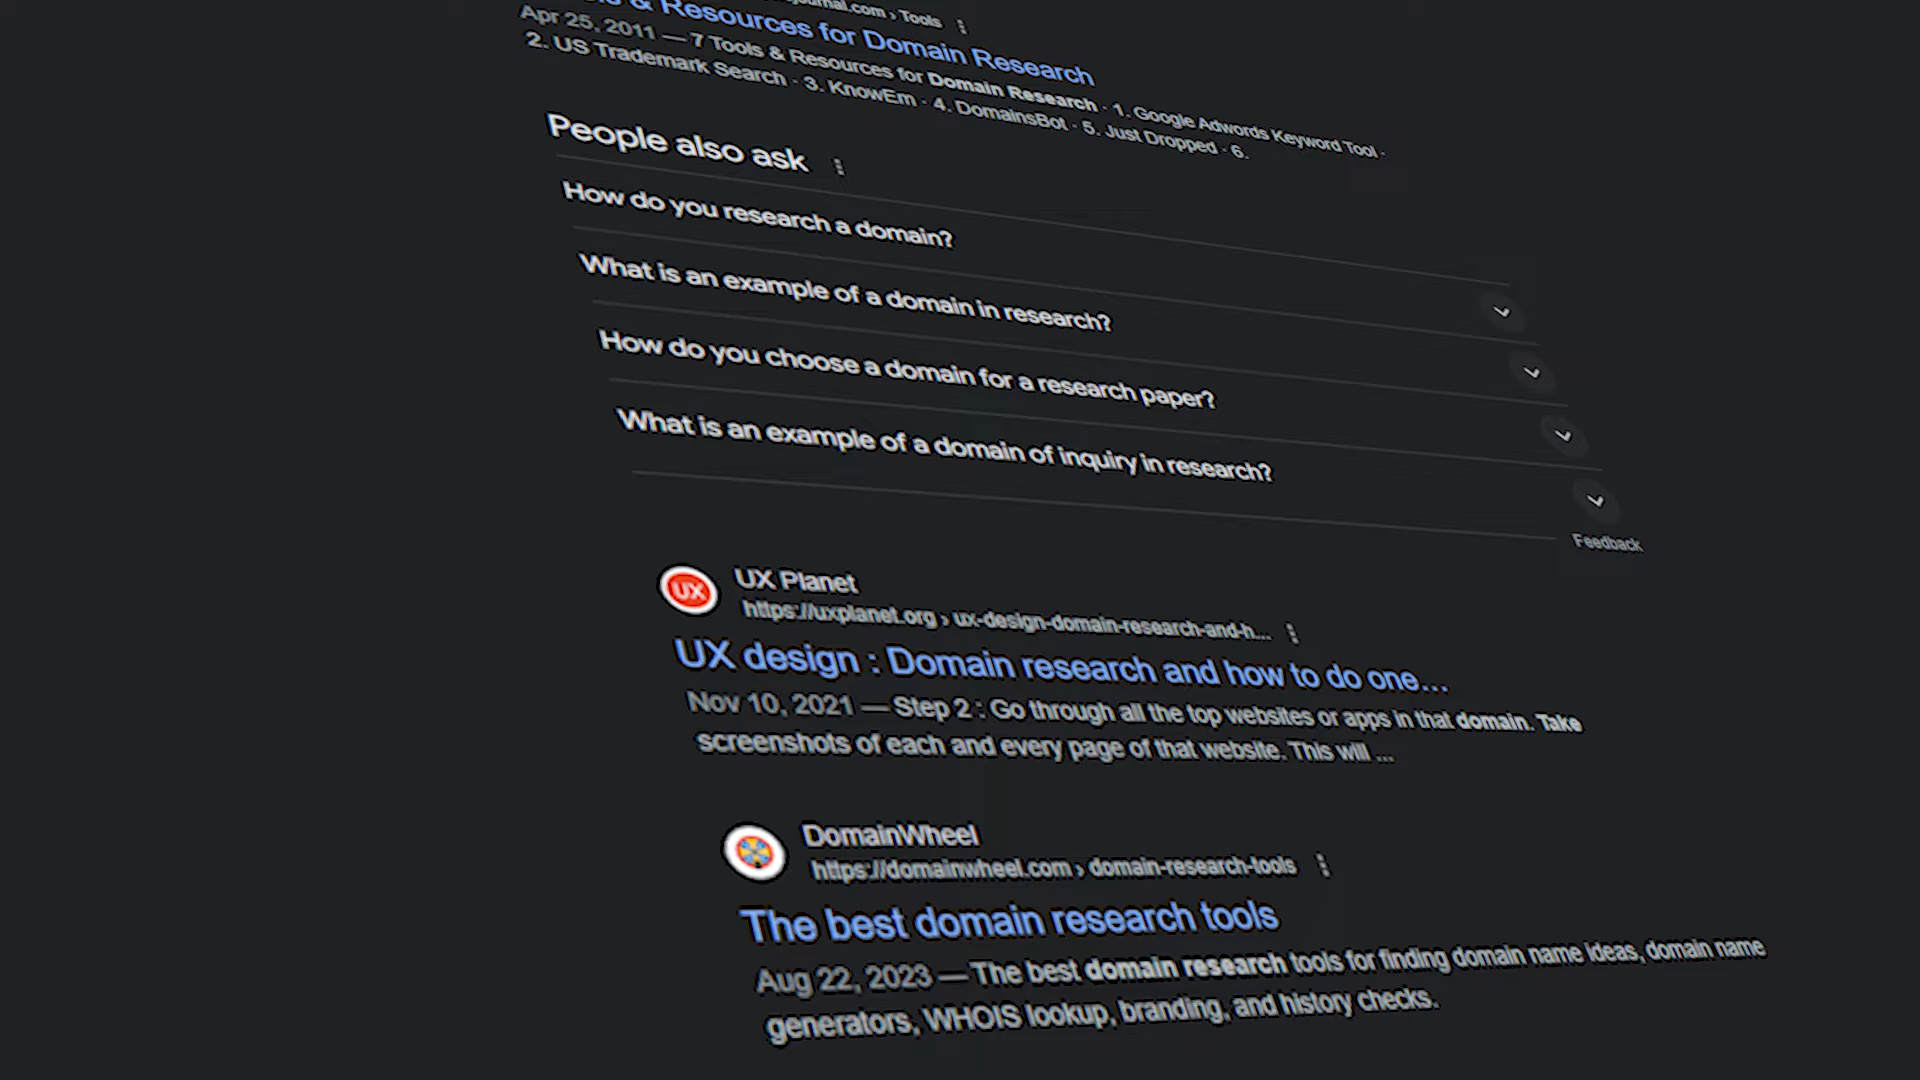 › Tools
& Resources for Domain Research
Apr 25, 2011 — 7 Tools & Resources for Domain Research · 1. Google Adwords Keyword Tool ·
2. US Trademark Search · 3. KnowEm · 4. DomainsBot · 5. Just Dropped · 6.
People also ask
How do you research a domain?
What is an example of a domain in research?
How do you choose a domain for a research paper?
What is an example of a domain of inquiry in research?
Feedback
UX
UX Planet
https://uxplanet.org › ux-design-domain-research-and-h...
UX design : Domain research and how to do one...
Nov 10, 2021 — Step 2 : Go through all the top websites or apps in that domain. Take
screenshots of each and every page of that website. This will ...
DomainWheel
https://domainwheel.com › domain-research-tools
The best domain research tools
Aug 22, 2023 — The best domain research tools for finding domain name ideas, domain name
generators, WHOIS lookup, branding, and history checks.